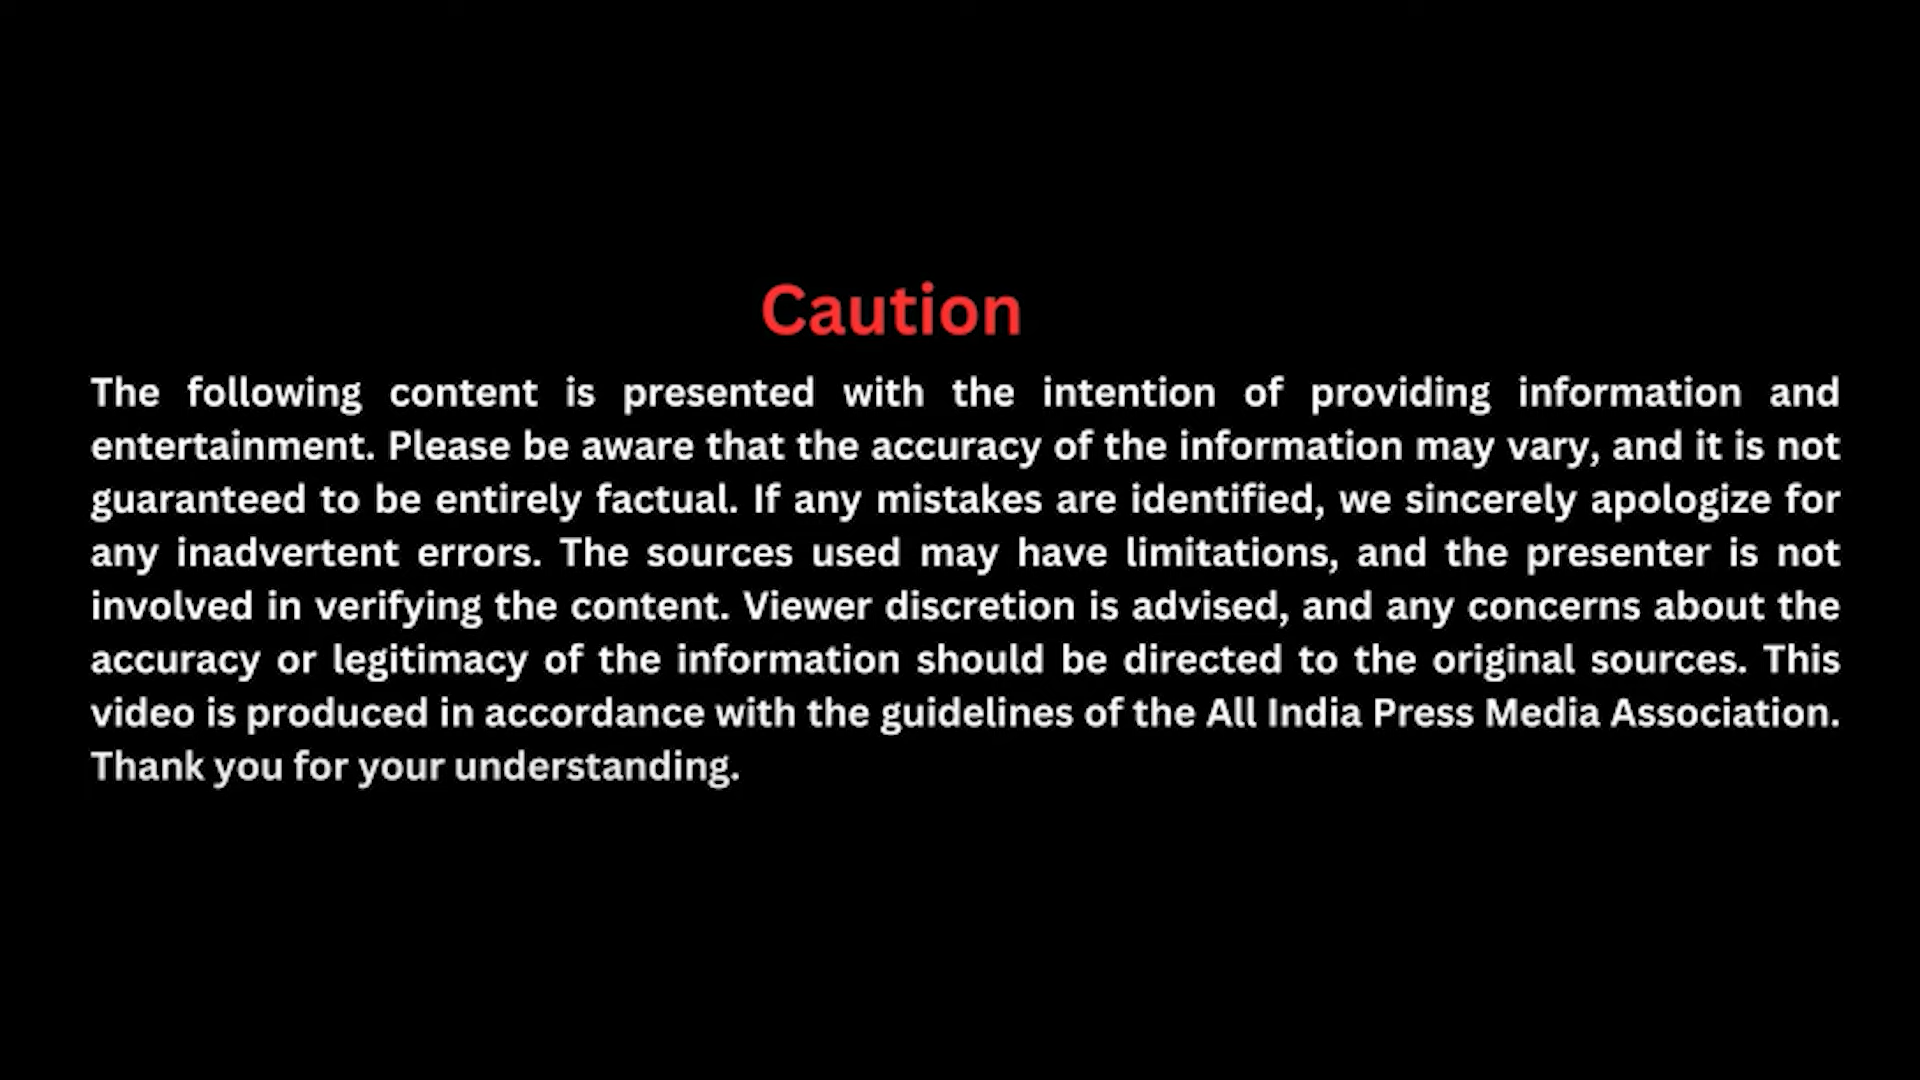 Caution
The following content is presented with the intention of providing information and
entertainment. Please be aware that the accuracy of the information may vary, and it is not
guaranteed to be entirely factual. If any mistakes are identified, we sincerely apologize for
any inadvertent errors. The sources used may have limitations, and the presenter is not
involved in verifying the content. Viewer discretion is advised, and any concerns about the
accuracy or legitimacy of the information should be directed to the original sources. This
video is produced in accordance with the guidelines of the All India Press Media Association.
Thank you for your understanding.